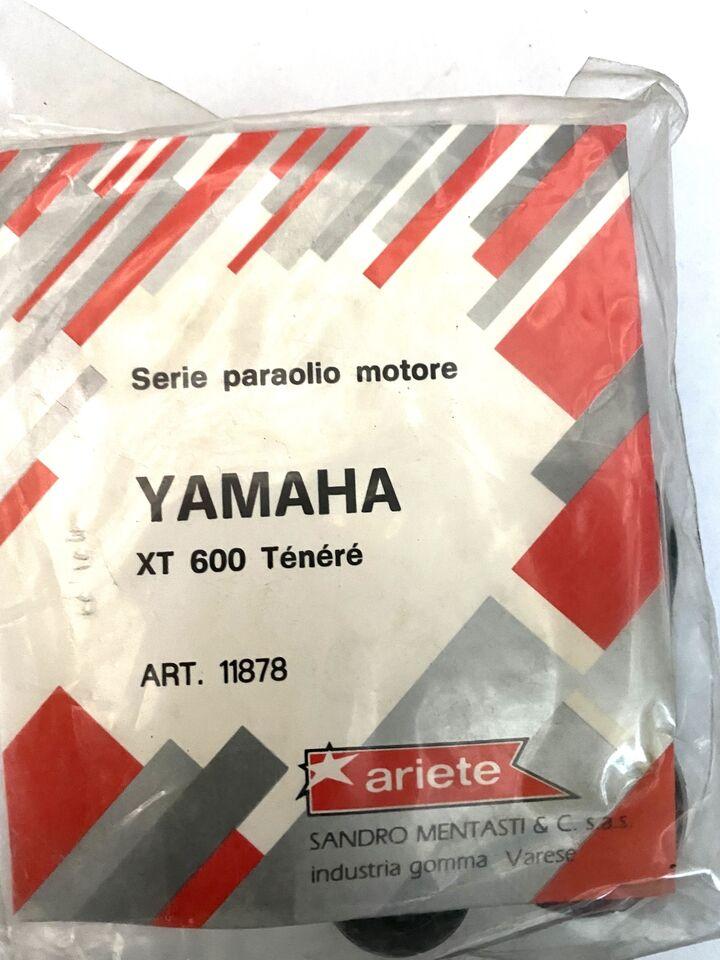 Serie paraolio motore
YAMAHA
XT 600 Ténéré
ART. 11878
ariete
SANDRO MENTASTI & C. s.a.s.
industria gomma Varese